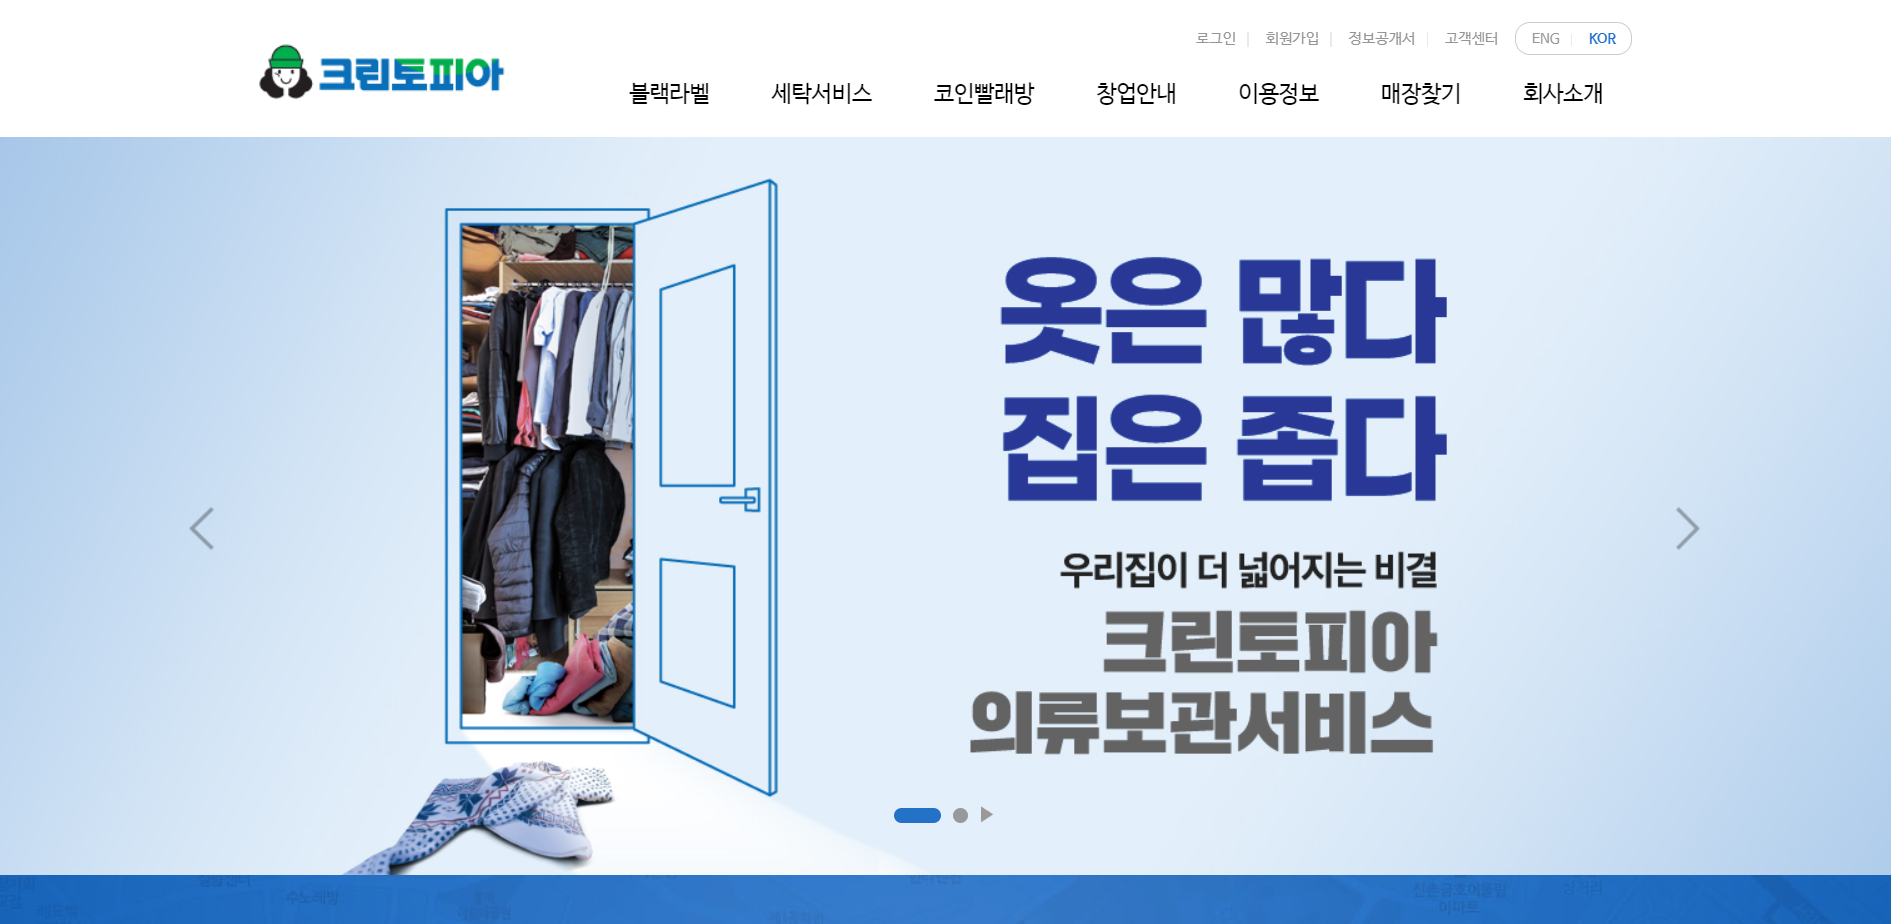 로그인 회원가입 정보공개서 고객센터 ENG KOR
크린토피아
블랙라벨 세탁서비스 코인빨래방 창업안내 이용정보 매장찾기 회사소개
옷은 많다
집은 좁다
우리집이 더 넓어지는 비결
크린토피아
의류보관서비스
수노래방